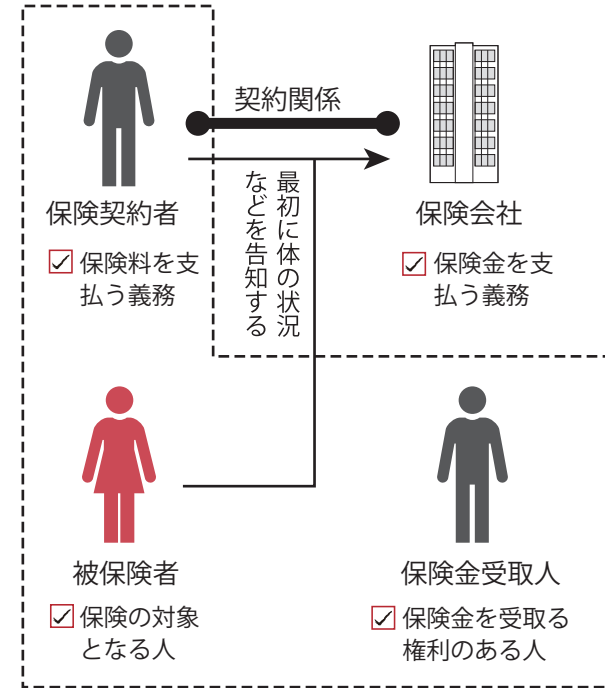 契約関係
最初に体の状況
などを告知する
保険契約者
保険料を支
払う義務
保険会社
保険金を支
払う義務
被保険者
保険の対象
となる人
保険金受取人
保険金を受取る
権利のある人